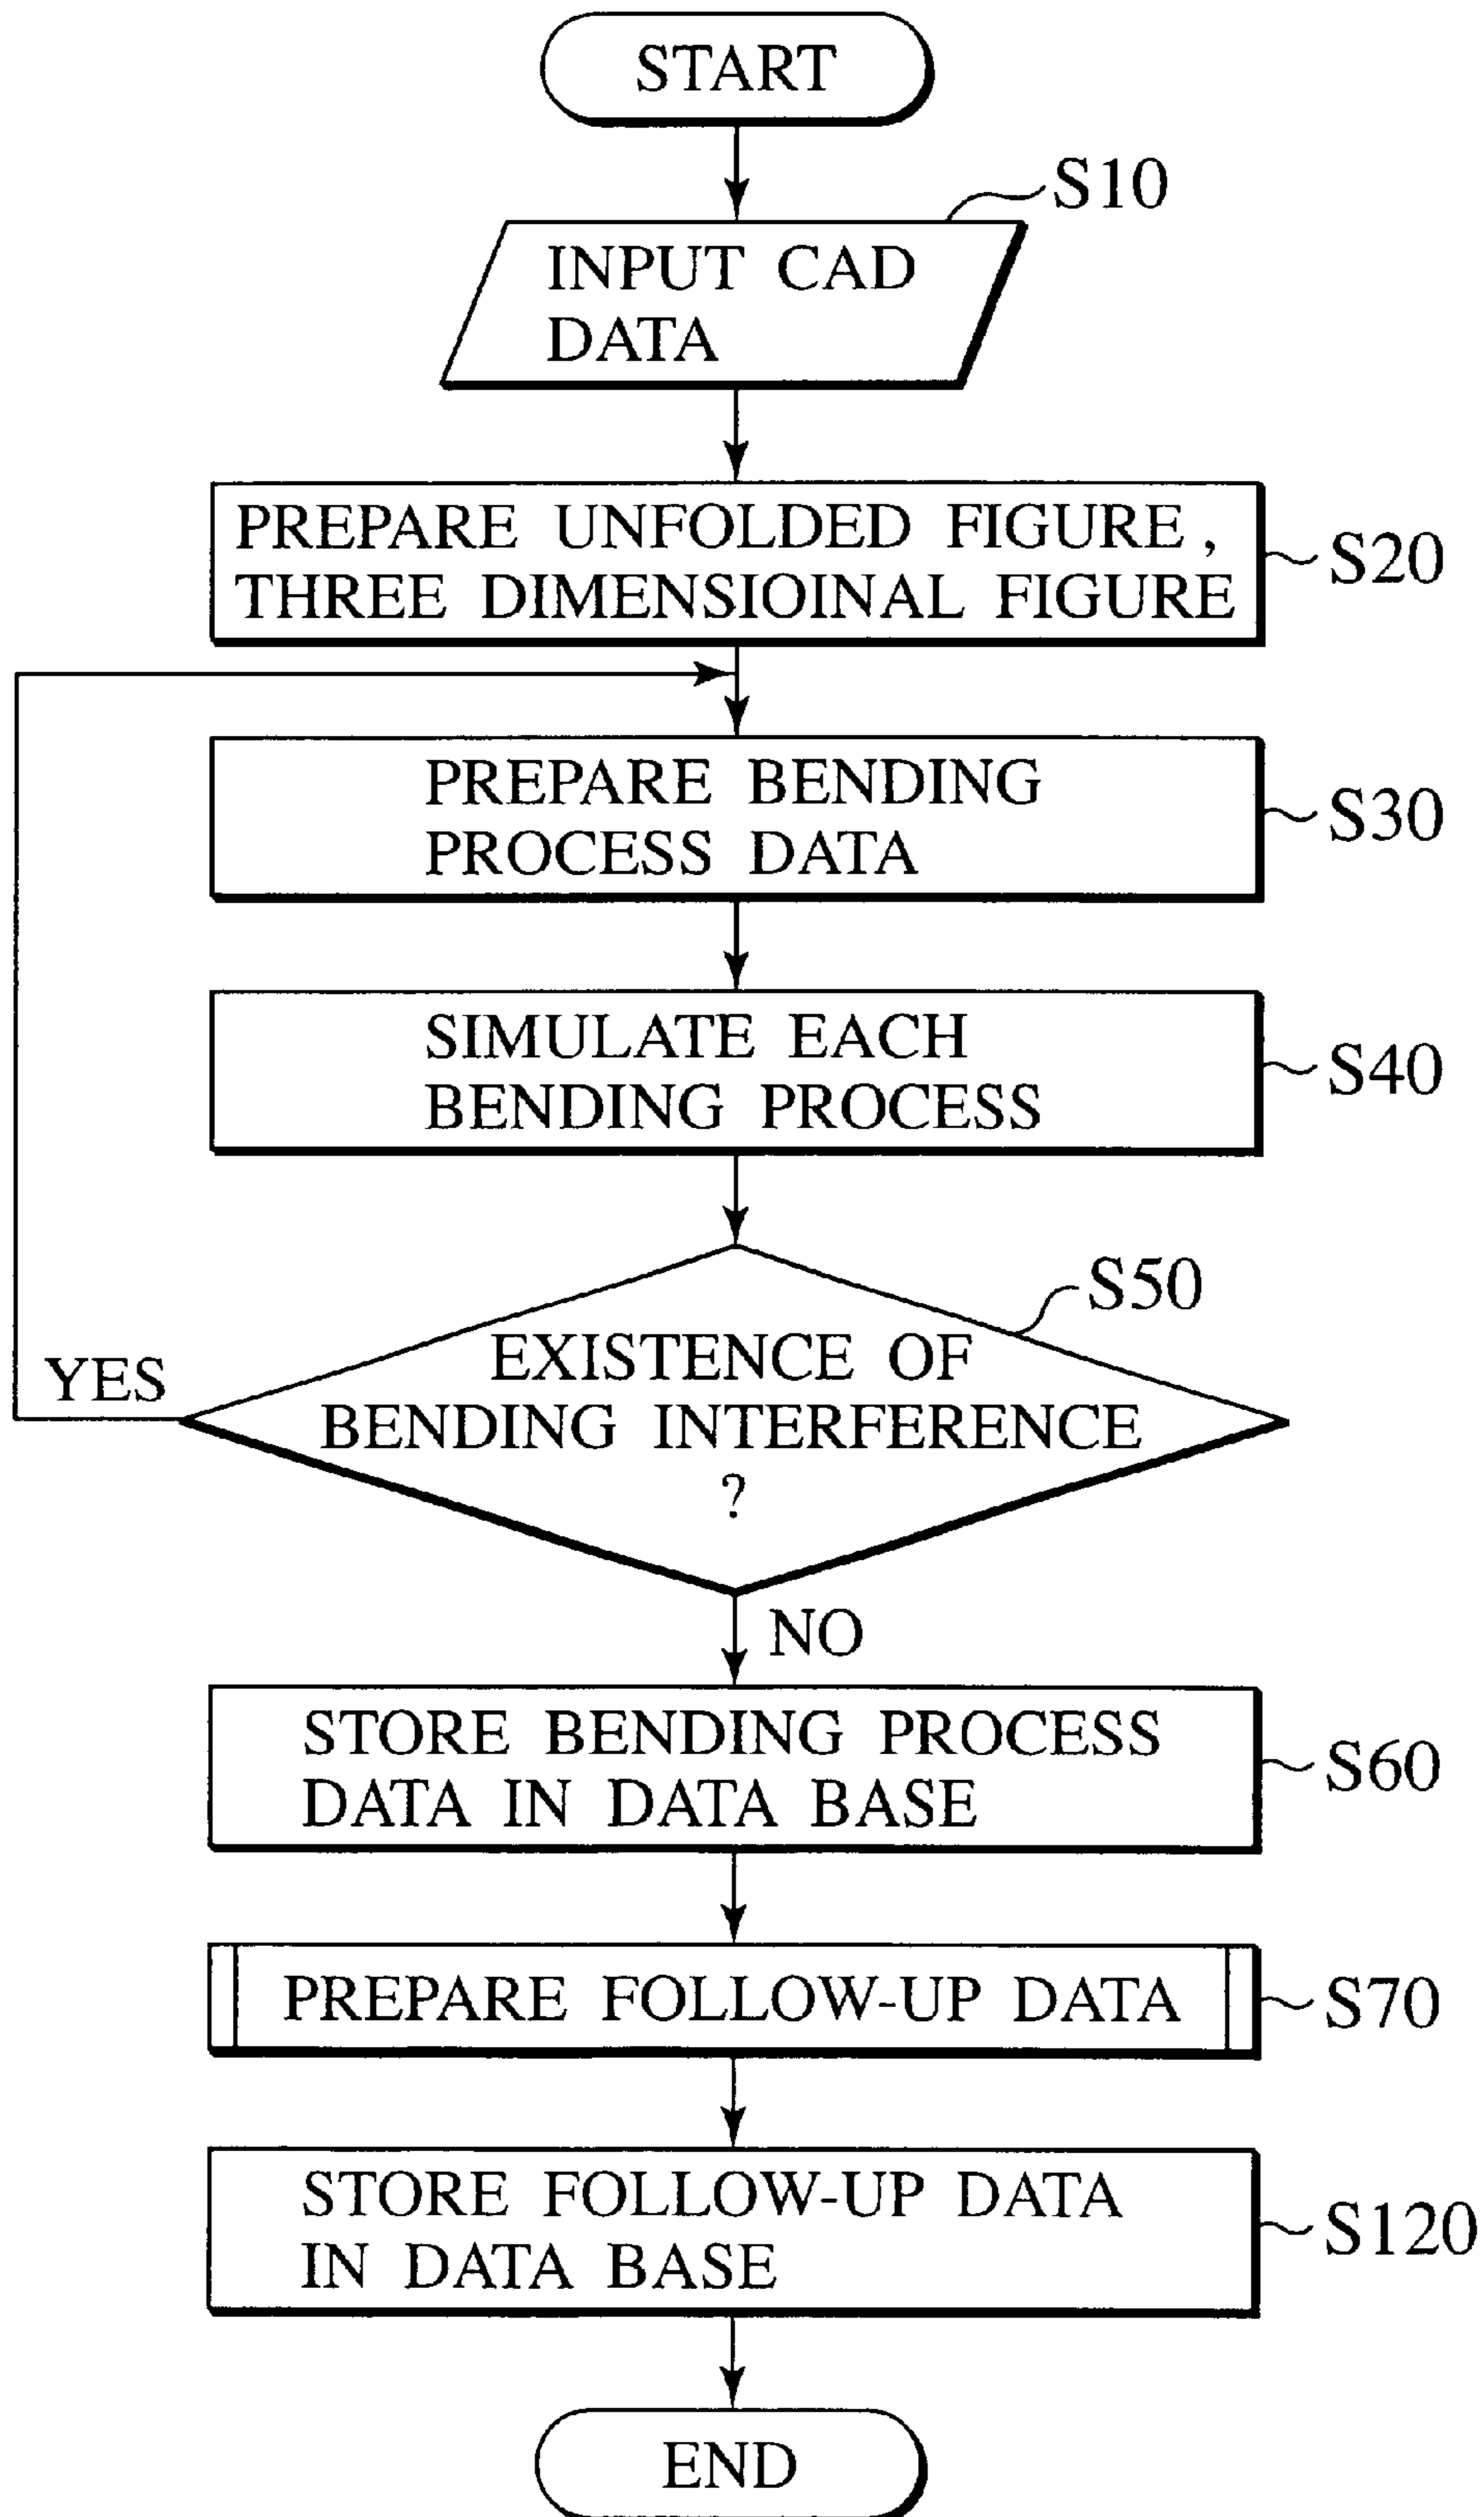 START
S10
INPUT CAD
DATA
PREPARE UNFOLDED FIGURE,
THREE DIMENSIOINAL FIGURE
S20
PREPARE BENDING
PROCESS DATA
S30
SIMULATE EACH
BENDING PROCESS
S40
S50
EXISTENCE OF
BENDING INTERFERENCE
?
YES
NO
STORE BENDING PROCESS
DATA IN DATA BASE
S60
PREPARE FOLLOW-UP DATA
S70
STORE FOLLOW-UP DATA
IN DATA BASE
S120
END